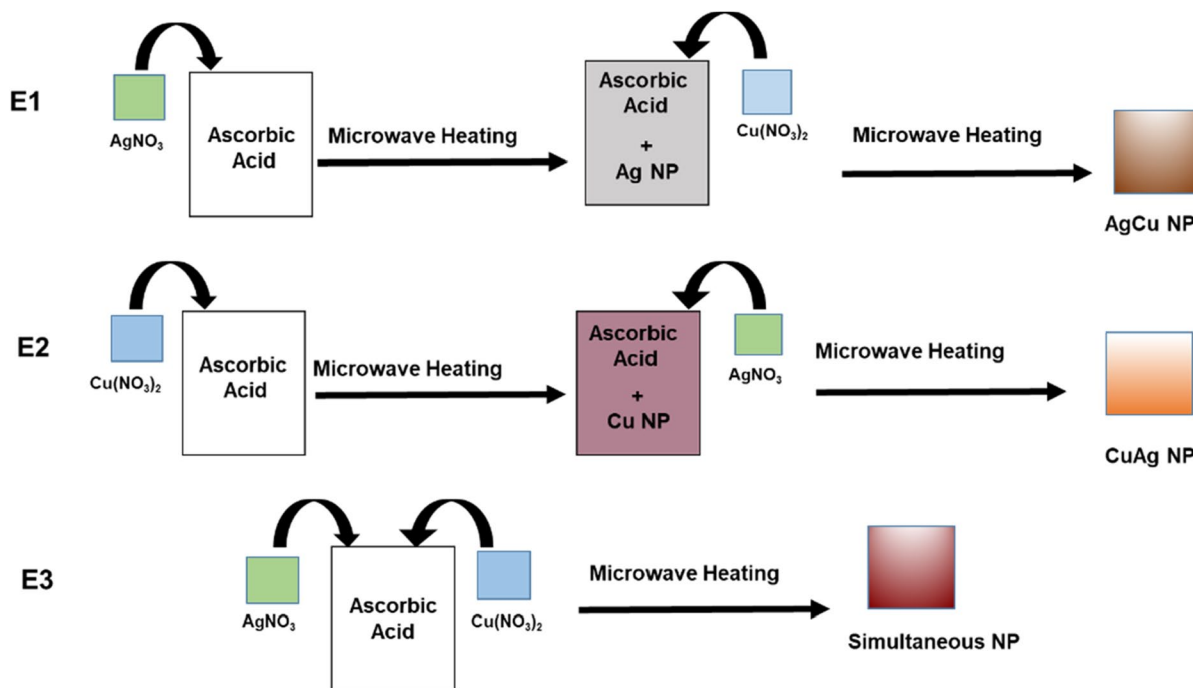 E1
AgNO₃
Ascorbic
Acid
Microwave Heating
Ascorbic
Acid
+
Ag NP
Cu(NO₃)₂
Microwave Heating
AgCu NP
E2
Cu(NO₃)₂
Ascorbic
Acid
Microwave Heating
Ascorbic
Acid
+
Cu NP
AgNO₃
Microwave Heating
CuAg NP
E3
AgNO₃
Ascorbic
Acid
Cu(NO₃)₂
Microwave Heating
Simultaneous NP